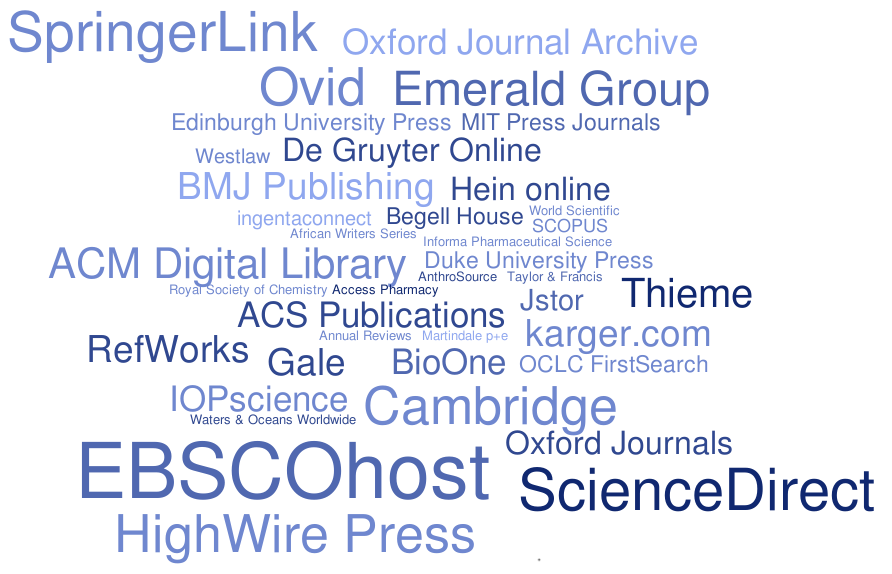 SpringerLink Oxford Journal Archive
Ovid Emerald Group
Edinburgh University Press MIT Press Journals
Westlaw De Gruyter Online
BMJ Publishing Hein online
World Scientific
ingentaconnect Begell House SCOPUS
African Writers Series Informa Pharmaceutical Science
ACM Digital Library Duke University Press
AnthroSource Taylor & Francis
Royal Society of Chemistry Access Pharmacy Jstor Thieme
ACS Publications
Annual Reviews Martindale p+e karger.com
RefWorks Gale BioOne OCLC FirstSearch
IOPscience Cambridge
Waters & Oceans Worldwide
Oxford Journals
EBSCOhost ScienceDirect
HighWire Press